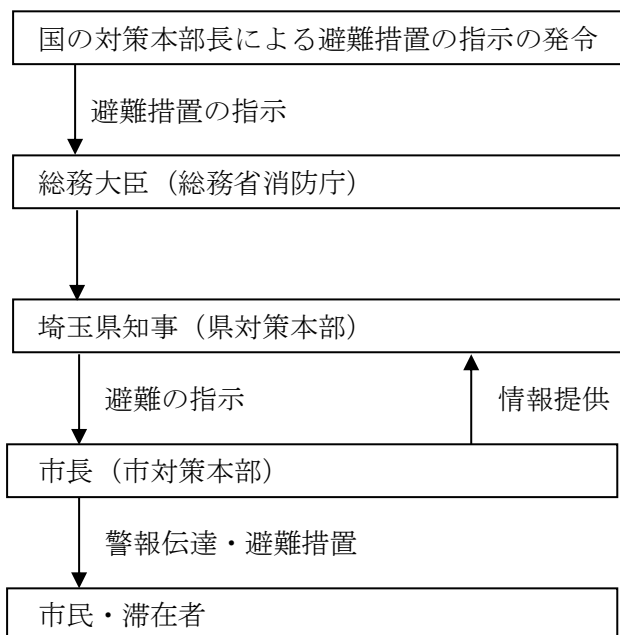 国の対策本部長による避難措置の指示の発令
避難措置の指示
総務大臣（総務省消防庁）
埼玉県知事（県対策本部）
避難の指示
情報提供
市長（市対策本部）
警報伝達・避難措置
市民・滞在者